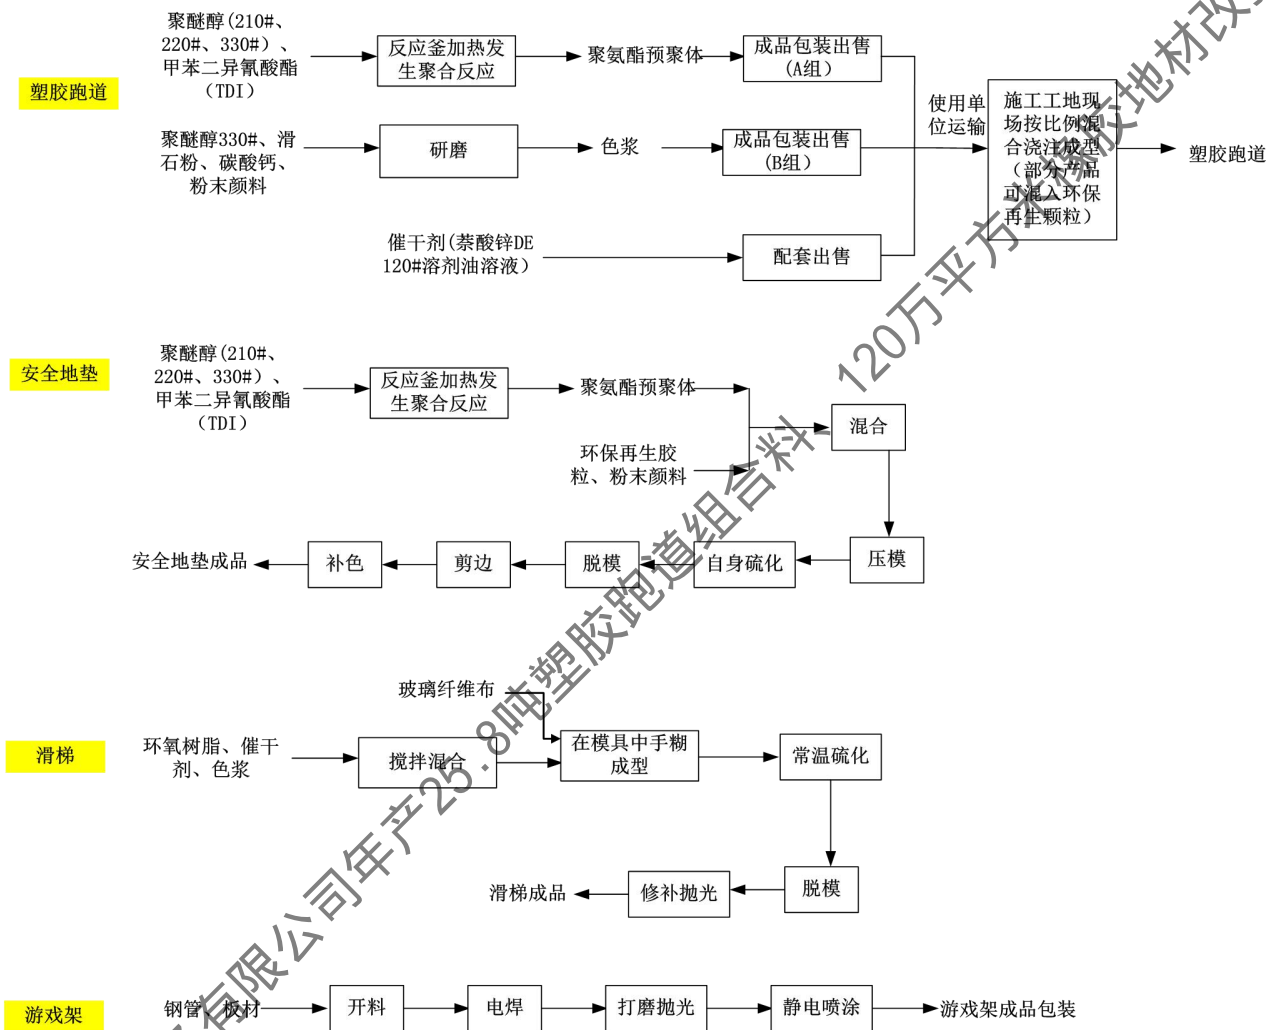 聚醚醇(210#、
220#、330#）、
甲苯二异氰酸酯
（TDI）
反应釜加热发
生聚合反应
聚氨酯预聚体
成品包装出售
(A组）
塑胶跑道
聚醚醇330#、滑
石粉、碳酸钙、
粉末颜料
研磨
色浆
成品包装出售
(B组）
使用单
位运输
施工工地现
场按比例混
合浇注成型
（部分产品
可混入环保
再生颗粒）
塑胶跑道
催干剂(萘酸锌DE
120#溶剂油溶液）
配套出售
安全地垫
聚醚醇(210#、
220#、330#）、
甲苯二异氰酸酯
（TDI）
反应釜加热发
生聚合反应
聚氨酯预聚体
环保再生胶
粒、粉末颜料
混合
压模
自身硫化
脱模
剪边
补色
安全地垫成品
滑梯
环氧树脂、催干
剂、色浆
搅拌混合
玻璃纤维布
在模具中手糊
成型
常温硫化
脱模
修补抛光
滑梯成品
游戏架
钢管、板材
开料
电焊
打磨抛光
静电喷涂
游戏架成品包装
有限公司年产25.8吨塑胶跑道组合料、120万平方米橡胶地材改